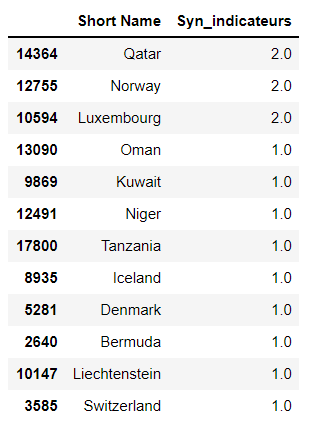 Short Name Syn_indicateurs
14364 Qatar 2.0
12755 Norway 2.0
10594 Luxembourg 2.0
13090 Oman 1.0
9869 Kuwait 1.0
12491 Niger 1.0
17800 Tanzania 1.0
8935 Iceland 1.0
5281 Denmark 1.0
2640 Bermuda 1.0
10147 Liechtenstein 1.0
3585 Switzerland 1.0